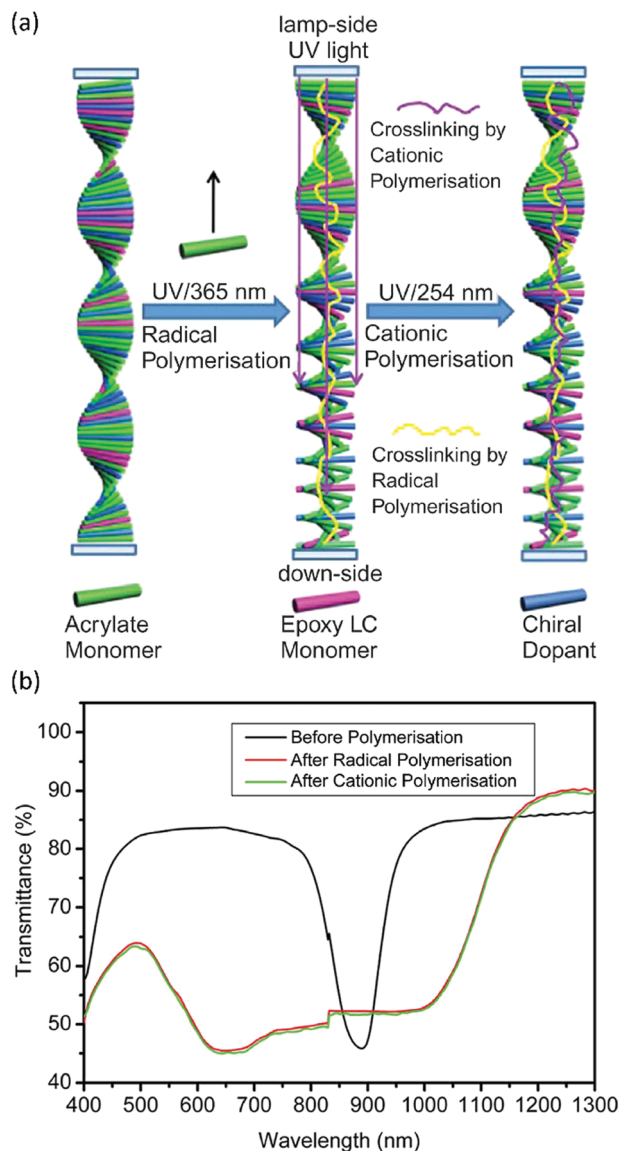 (a)
lamp-side
UV light
Crosslinking by
Cationic
Polymerisation
UV/365 nm
Radical
Polymerisation
UV/254 nm
Cationic
Polymerisation
Crosslinking by
Radical
Polymerisation
down-side
Acrylate
Monomer
Epoxy LC
Monomer
Chiral
Dopant
(b)
Before Polymerisation
After Radical Polymerisation
After Cationic Polymerisation
Transmittance (%)
100
90
80
70
60
50
40
400 500 600 700 800 900 1000 1100 1200 1300
Wavelength (nm)